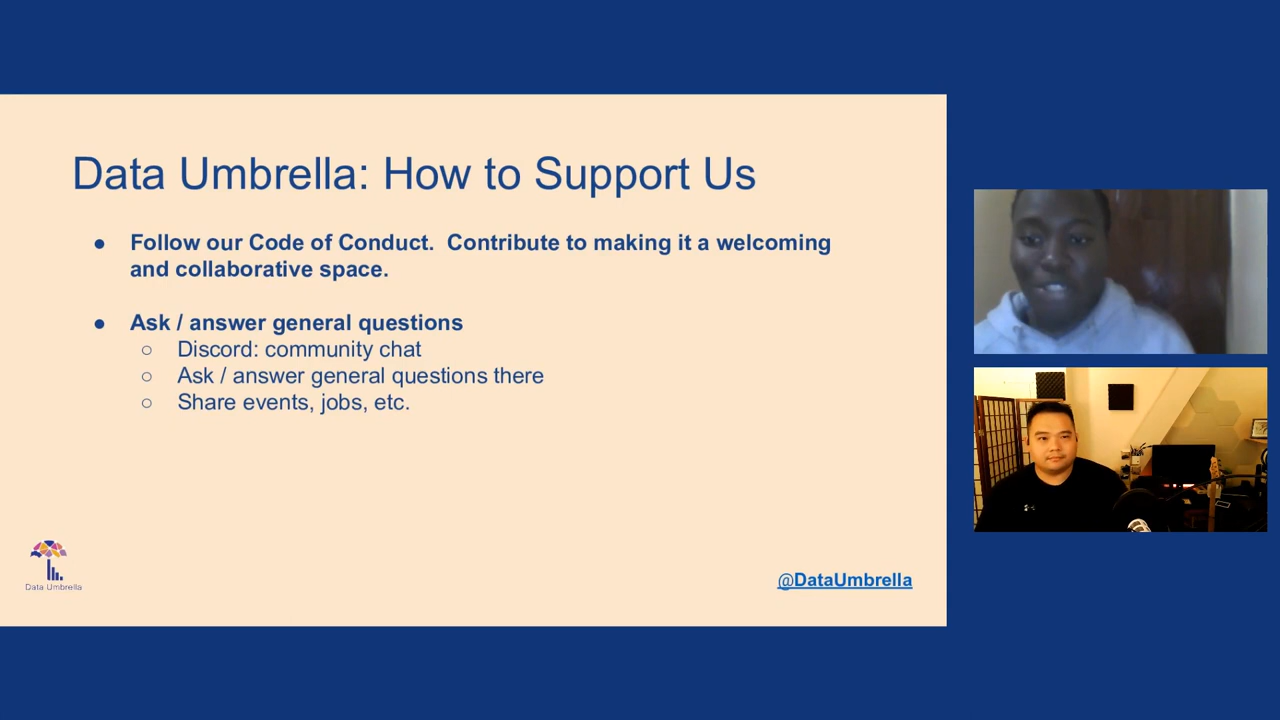 Data Umbrella: How to Support Us
● Follow our Code of Conduct.  Contribute to making it a welcoming
and collaborative space.
● Ask / answer general questions
○ Discord: community chat
○ Ask / answer general questions there
○ Share events, jobs, etc.
Data Umbrella
@DataUmbrella